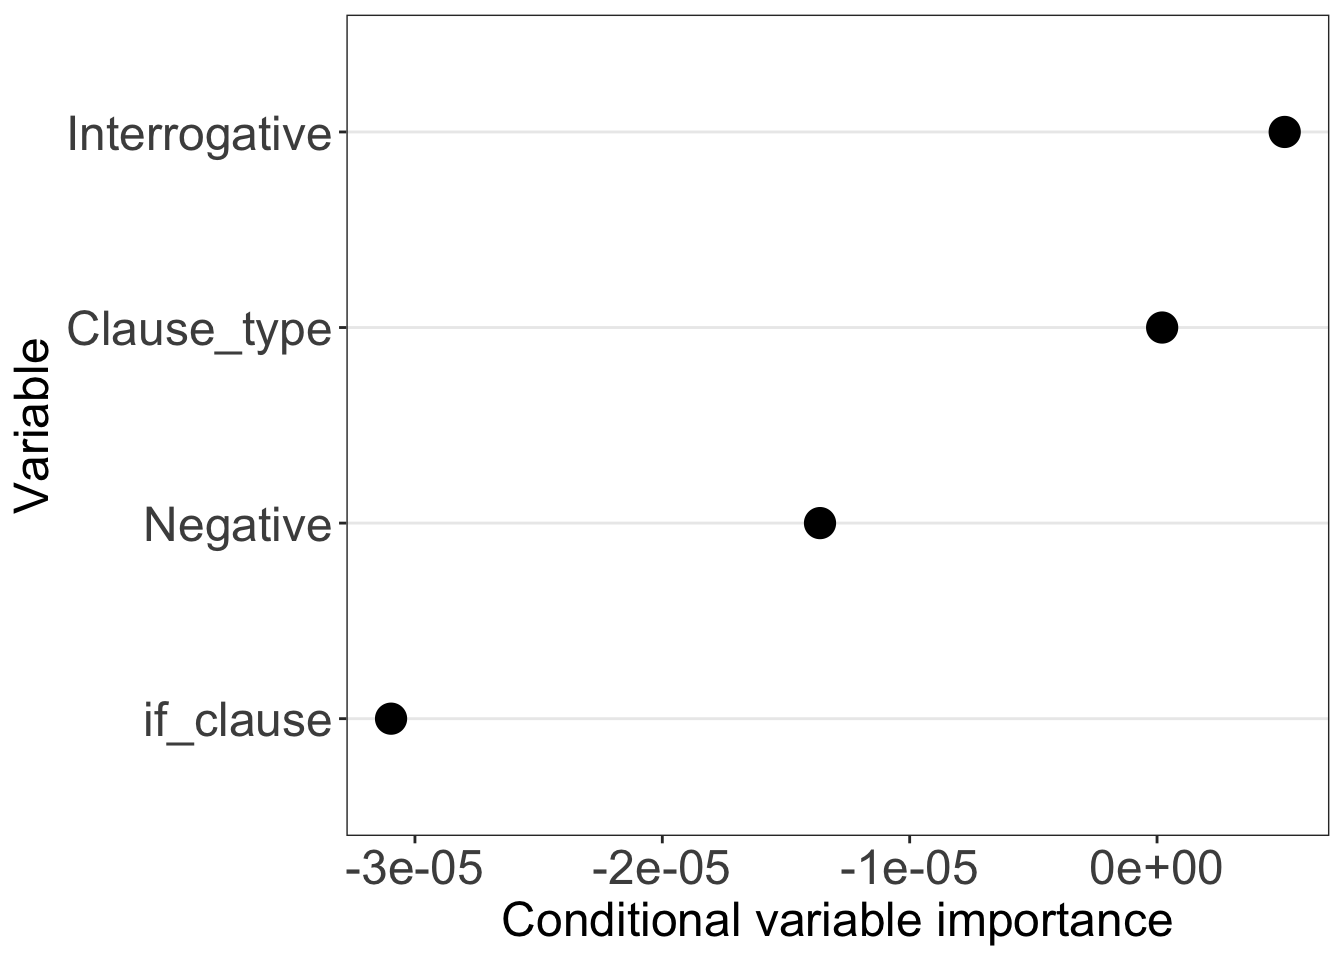 Variable
Interrogative
Clause_type
Negative
if_clause
-3e-05 -2e-05 -1e-05 0e+00
Conditional variable importance